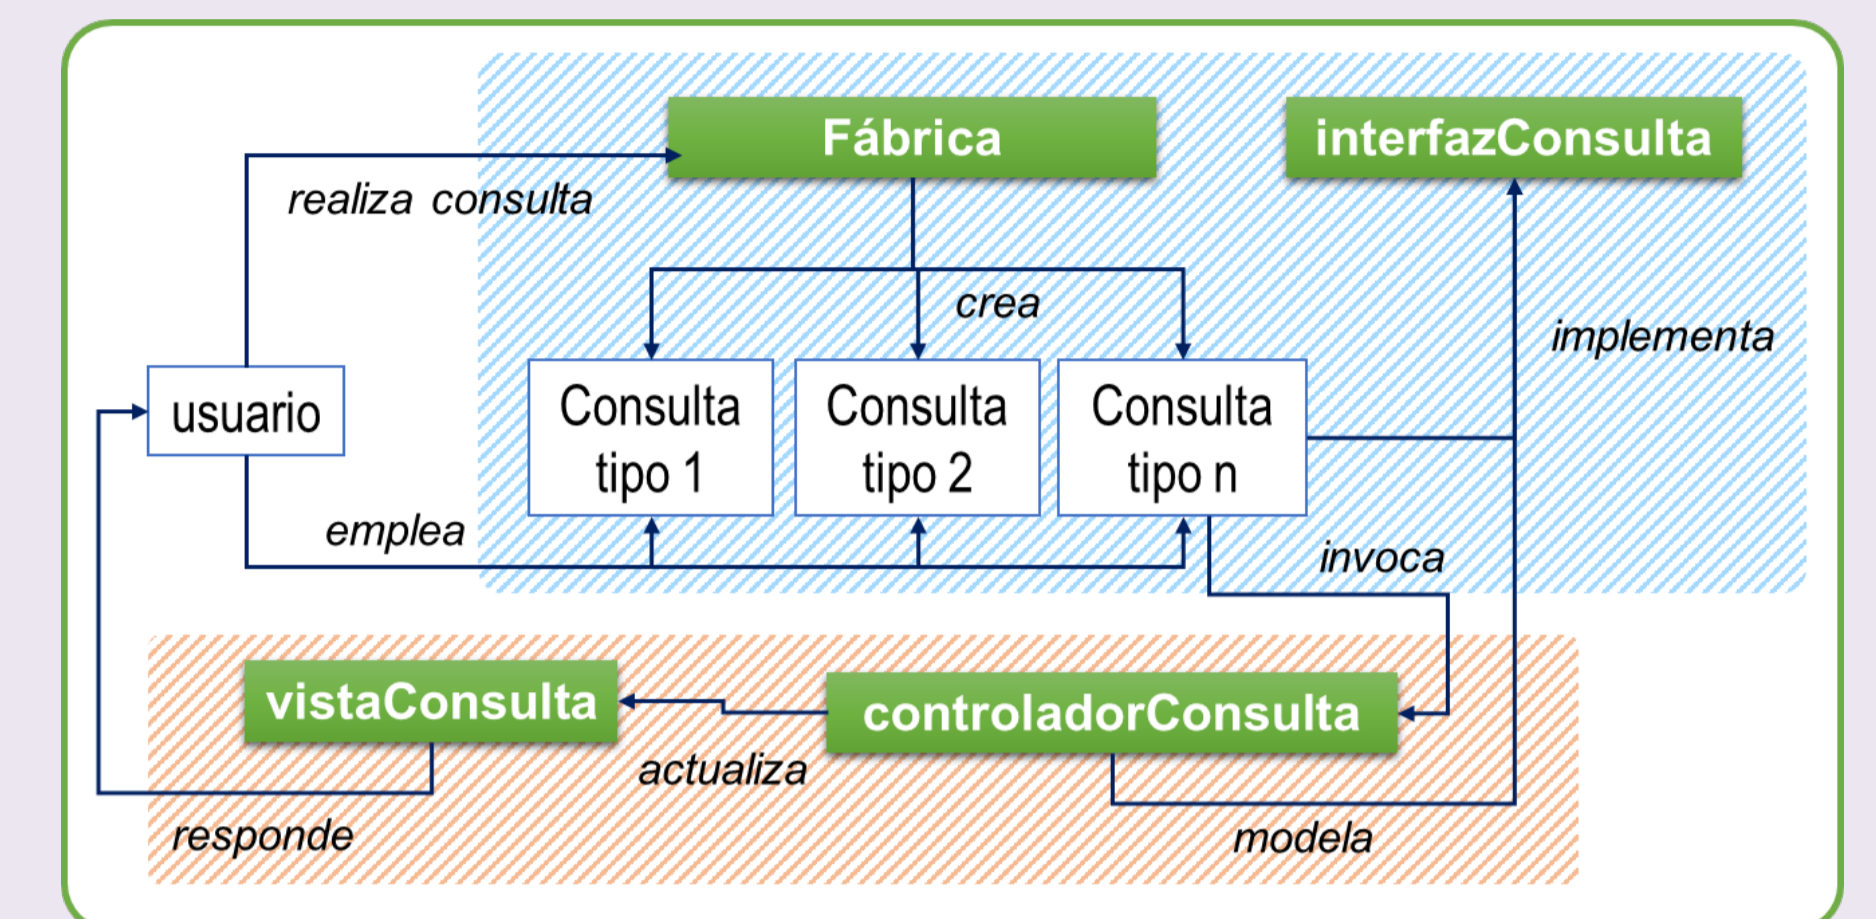 Fábrica
interfazConsulta
realiza consulta
crea
implementa
usuario
Consulta
tipo 1
Consulta
tipo 2
Consulta
tipo n
emplea
invoca
vistaConsulta
controladorConsulta
actualiza
responde
modela